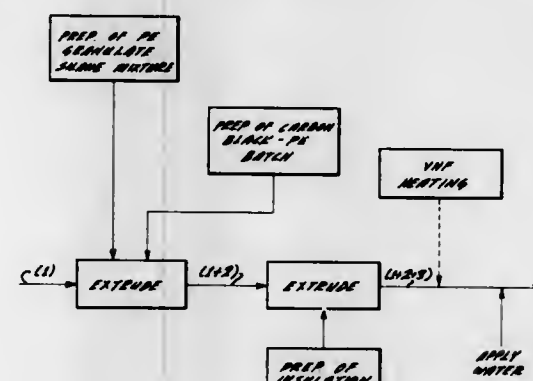 PREP. OF PE
GRANULATE
SILANE MIXTURE
PREP OF CARBON
BLACK - PE
BATCH
VHF
HEATING
(1)
EXTRUDE
(1+2)
EXTRUDE
(1+2+3)
PREP. OF
INSULATION
APPLY
WATER